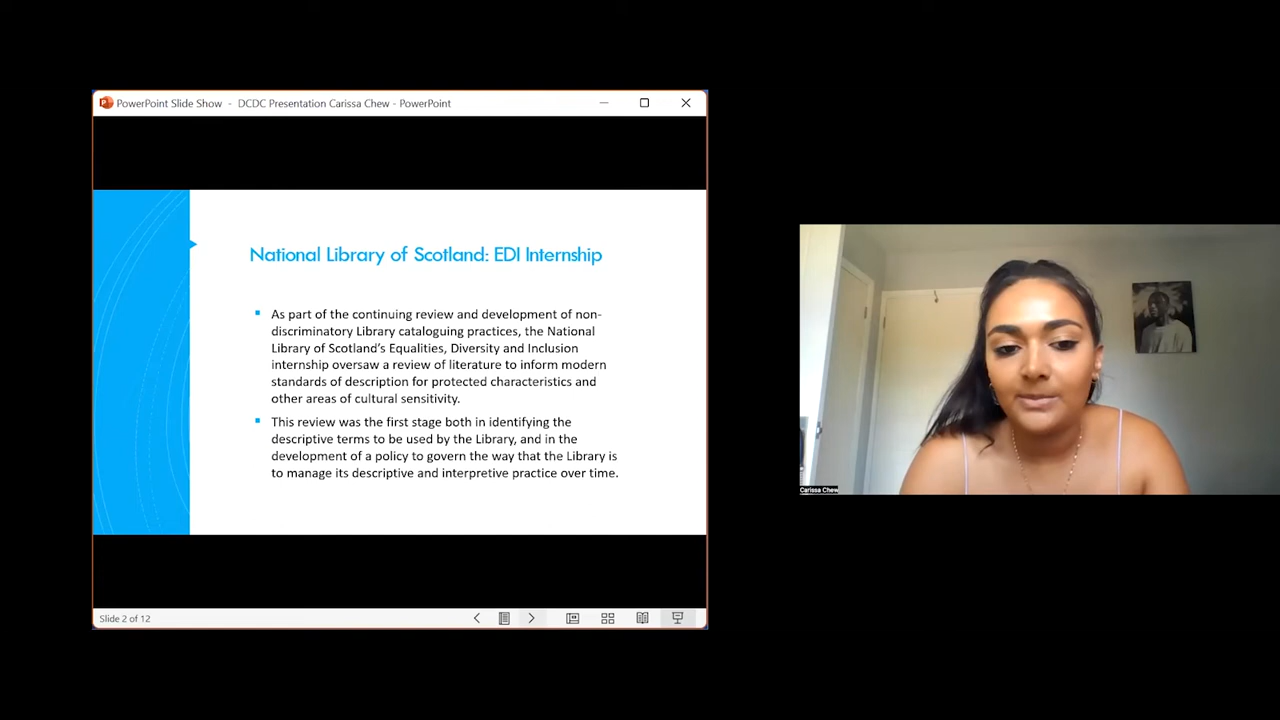 PowerPoint Slide Show - DCDC Presentation Carissa Chew - PowerPoint
National Library of Scotland: EDI Internship
As part of the continuing review and development of non-
discriminatory Library cataloguing practices, the National
Library of Scotland's Equalities, Diversity and Inclusion
internship oversaw a review of literature to inform modern
standards of description for protected characteristics and
other areas of cultural sensitivity.
This review was the first stage both in identifying the
descriptive terms to be used by the Library, and in the
development of a policy to govern the way that the Library is
to manage its descriptive and interpretive practice over time.
Slide 2 of 12
Carissa Chew